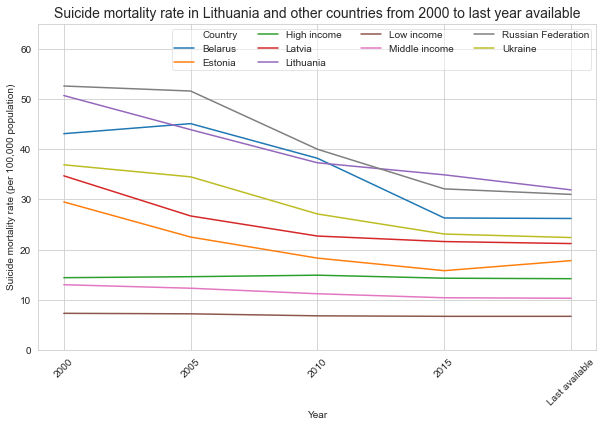 Suicide mortality rate in Lithuania and other countries from 2000 to last year available
Country
Belarus
Estonia
High income
Latvia
Lithuania
Low income
Middle income
Russian Federation
Ukraine
Suicide mortality rate (per 100,000 population)
60
50
40
30
20
10
0
2000
2005
2010
2015
Last available
Year